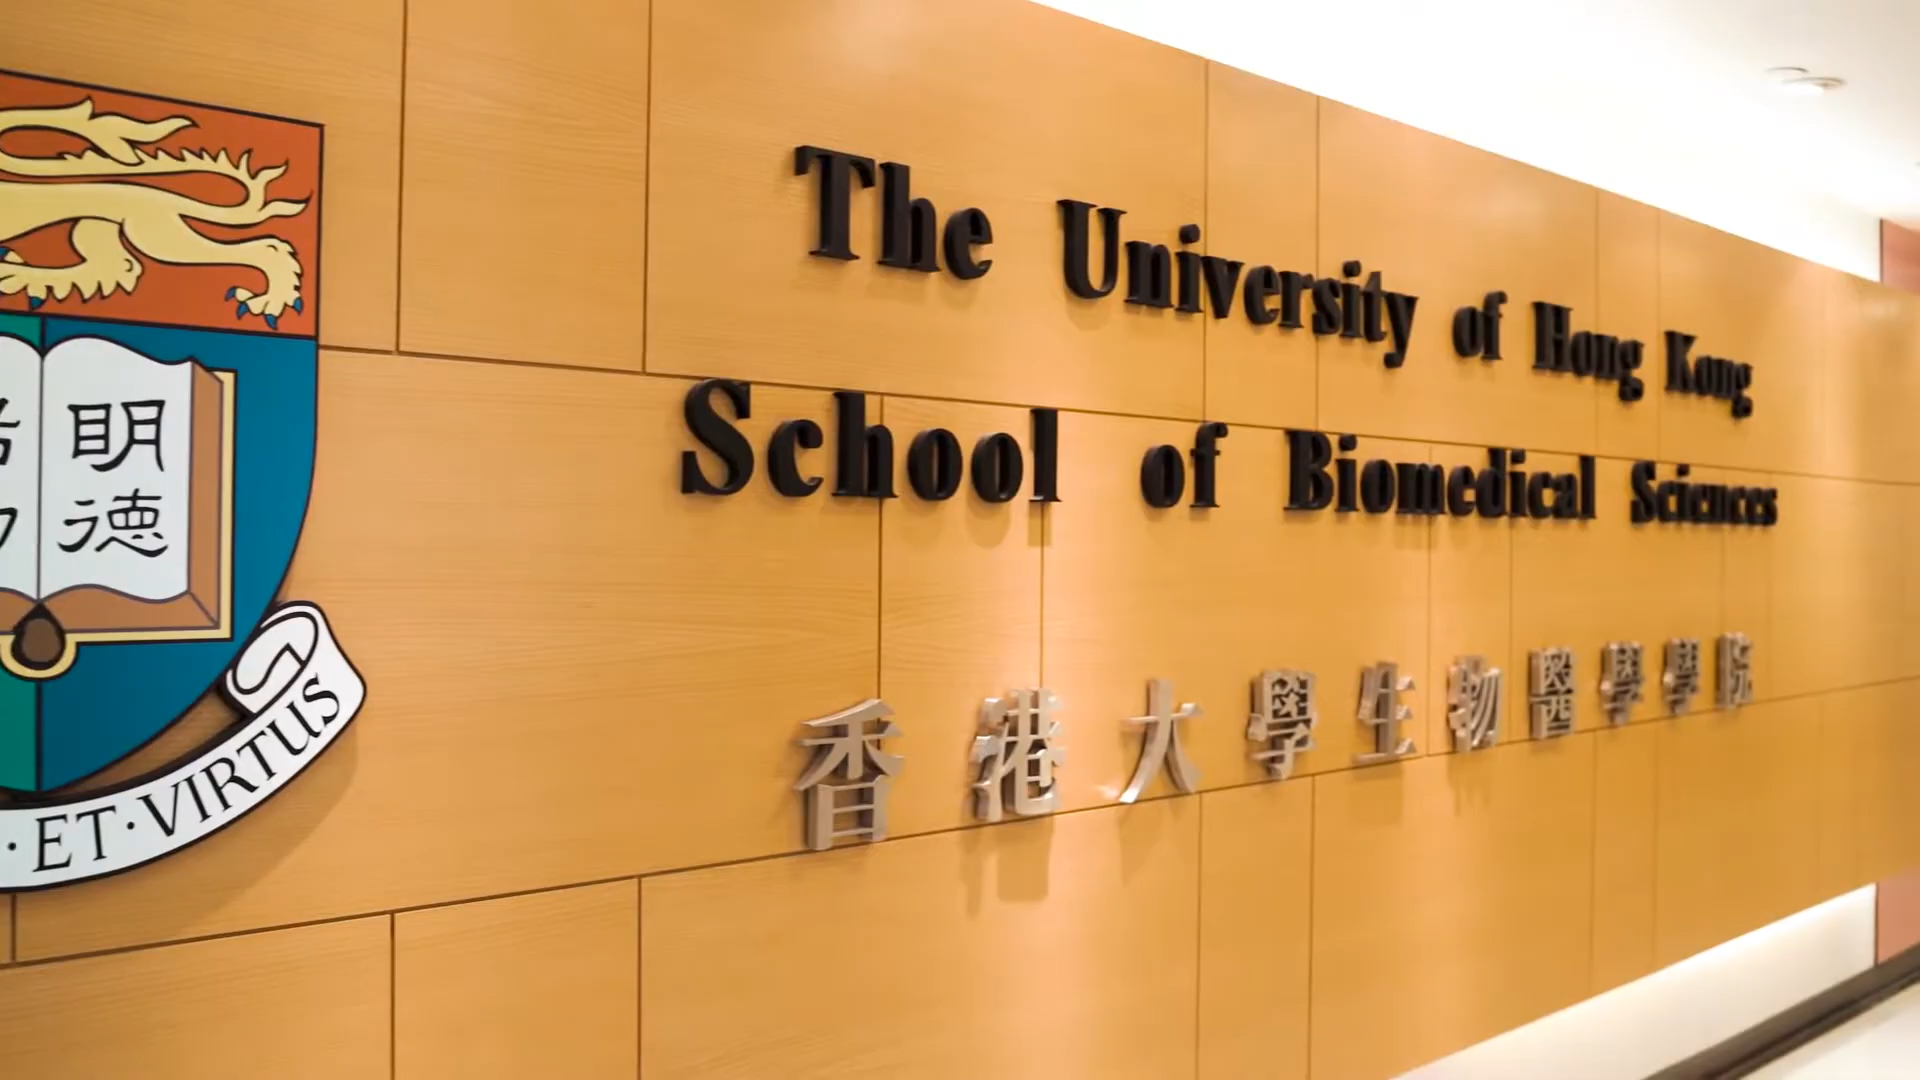 The University of Hong Kong
School of Biomedical Sciences
香港大學生物醫學學院
明德
· ET · VIRTUS